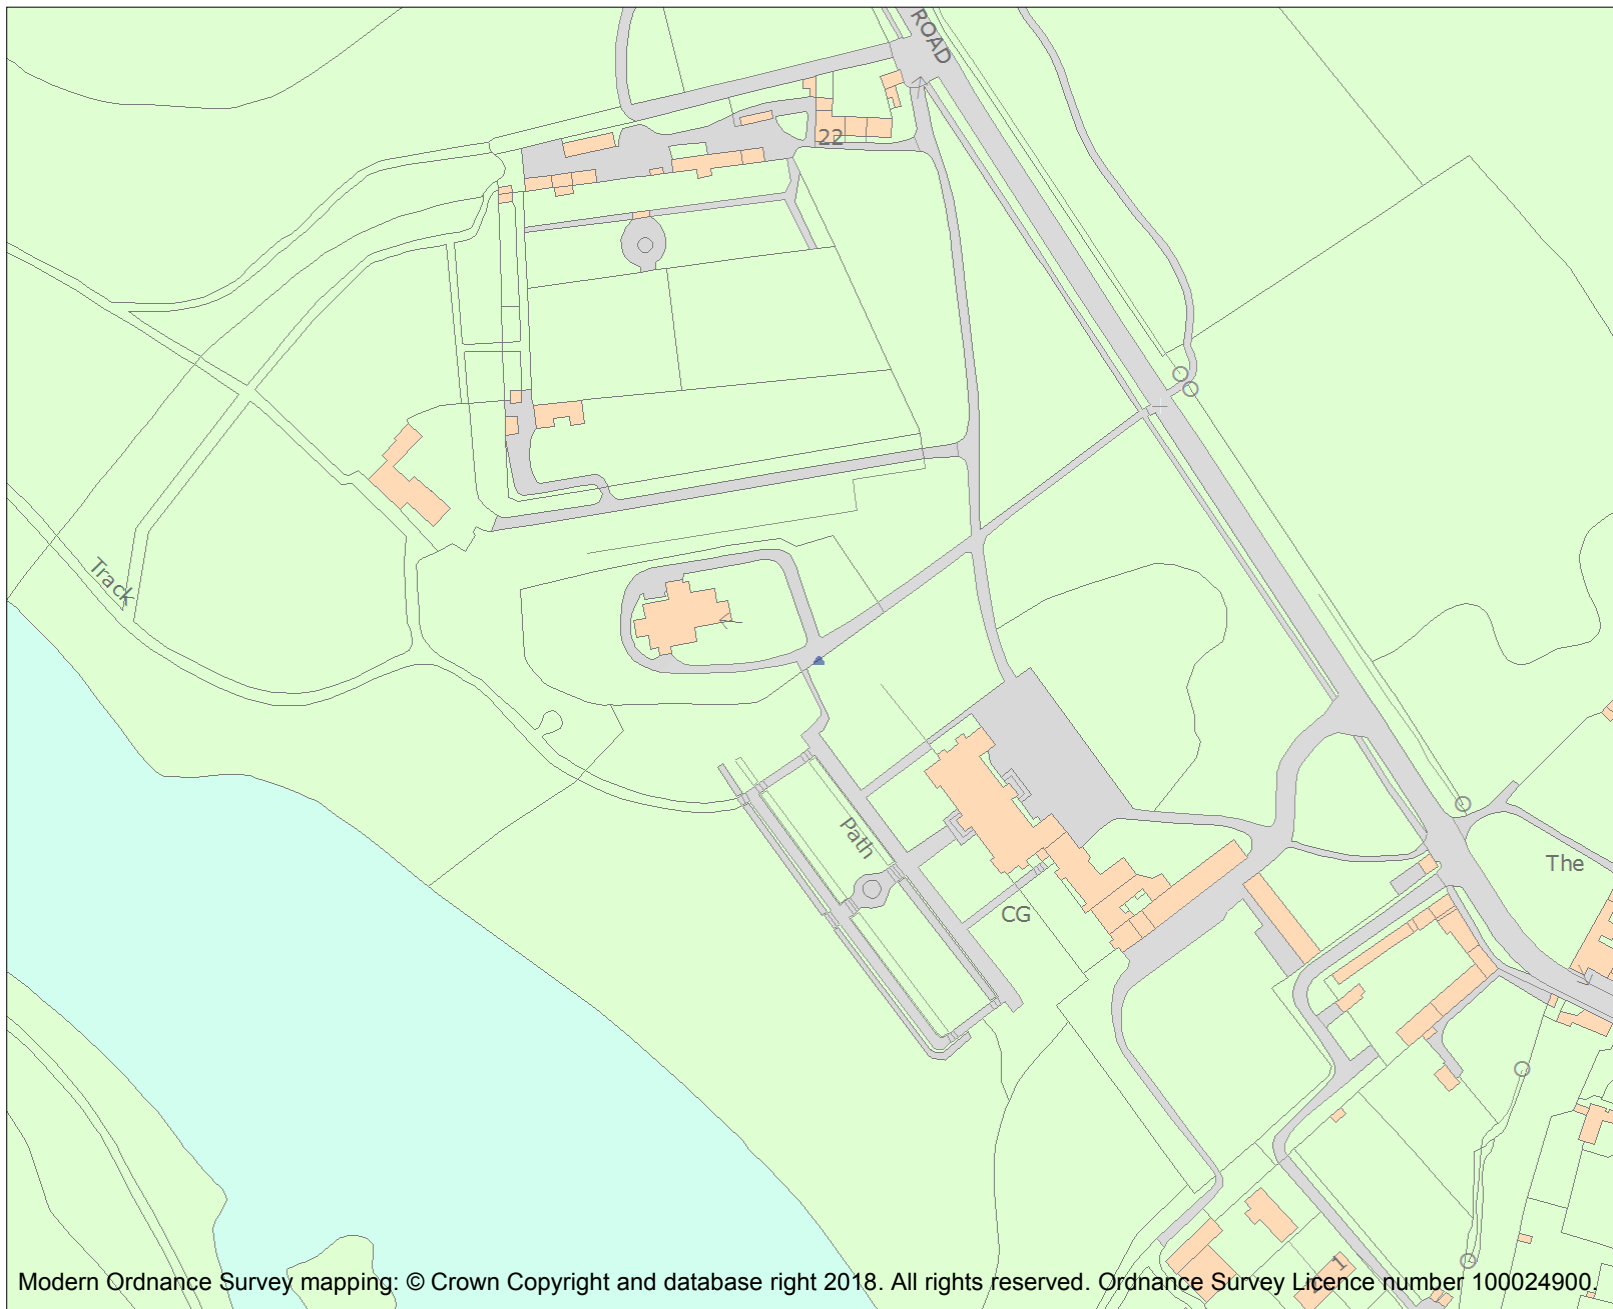 ROAD
22
Track
Path
The
CG
1
Modern Ordnance Survey mapping: © Crown Copyright and database right 2018. All rights reserved. Ordnance Survey Licence number 100024900.